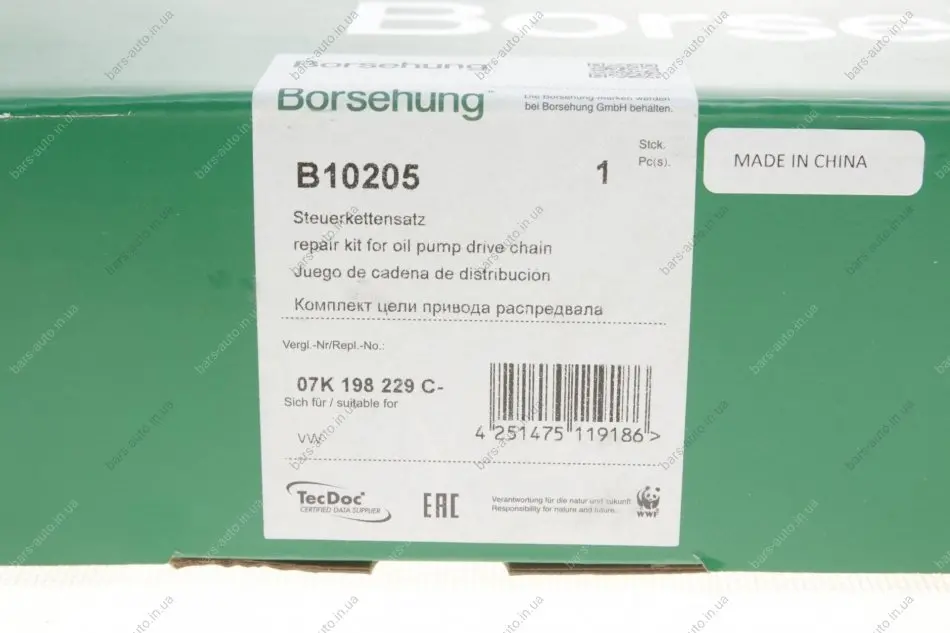 Borse
Borsehung
Borsehung
Die Borsehung-Marken werden
bei Borsehung GmbH behalten.
B10205
1
Stck.
Pc(s).
MADE IN CHINA
Steuerkettensatz
repair kit for oil pump drive chain
Juego de cadena de distribución
Комплект цепи привода распредвала
Vergl.-Nr/Repl.-No.:
07K 198 229 C-
Sich für / suitable for
VW
4 251475 119186 >
TecDoc
CERTIFIED DATA SUPPLIER
EAC
Verantwortung für die natur und zukunft
Responsibility for nature and future.
WWF
bars-auto.in.ua